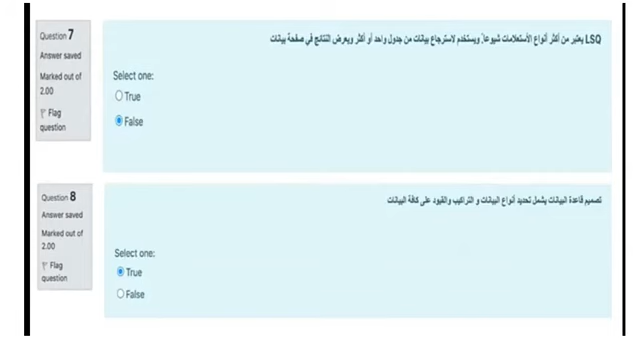 Question 7
Answer saved
Marked out of
2.00
Flag
question
LSQ يعتبر من أكثر أنواع الأستعلامات شيوعاً, ويستخدم لاسترجاع بيانات من جدول واحد أو أكثر ويعرض النتائج في صفحة بيانات
Select one:
True
False
Question 8
Answer saved
Marked out of
2.00
Flag
question
تصميم قاعدة البيانات يشمل تحديد أنواع البيانات و التراكيب والقيود على كافة البيانات
Select one:
True
False